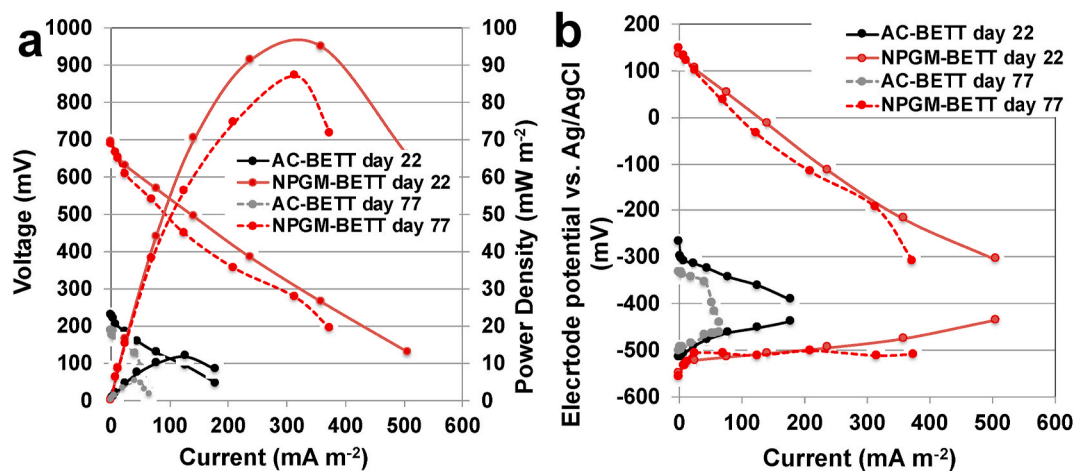 a
Voltage (mV)
1000
900
800
700
600
500
400
300
200
100
0
100
90
80
70
60
50
40
30
20
10
0
Power Density (mW m-2)
AC-BETT day 22
NPGM-BETT day 22
AC-BETT day 77
NPGM-BETT day 77
0 100 200 300 400 500 600
Current (mA m-2)
b
Elecrtode potential vs. Ag/AgCl
(mV)
200
100
0
-100
-200
-300
-400
-500
-600
AC-BETT day 22
NPGM-BETT day 22
AC-BETT day 77
NPGM-BETT day 77
0 100 200 300 400 500 600
Current (mA m-2)